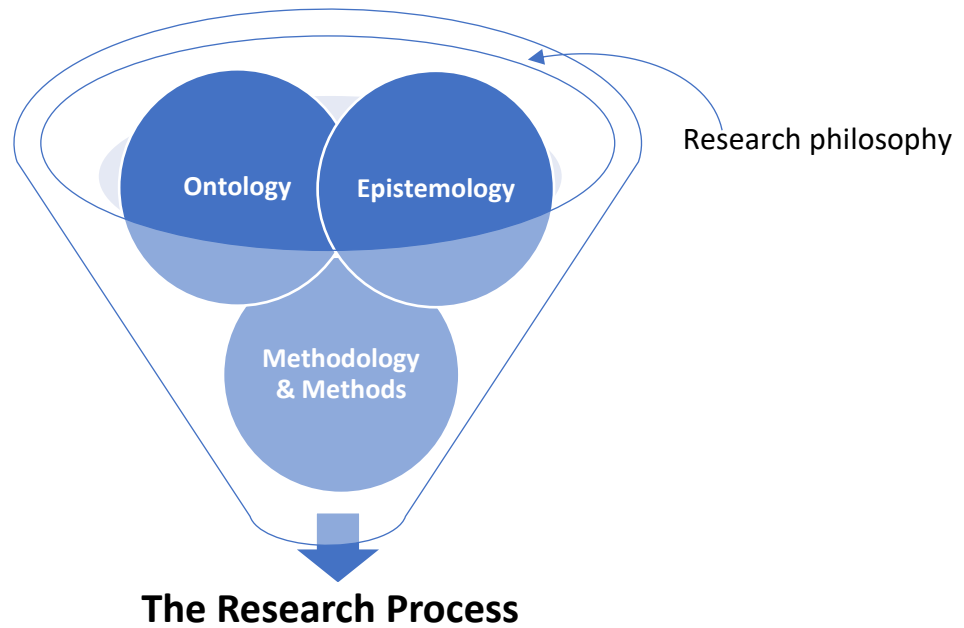 Research philosophy
Ontology
Epistemology
Methodology
& Methods
The Research Process